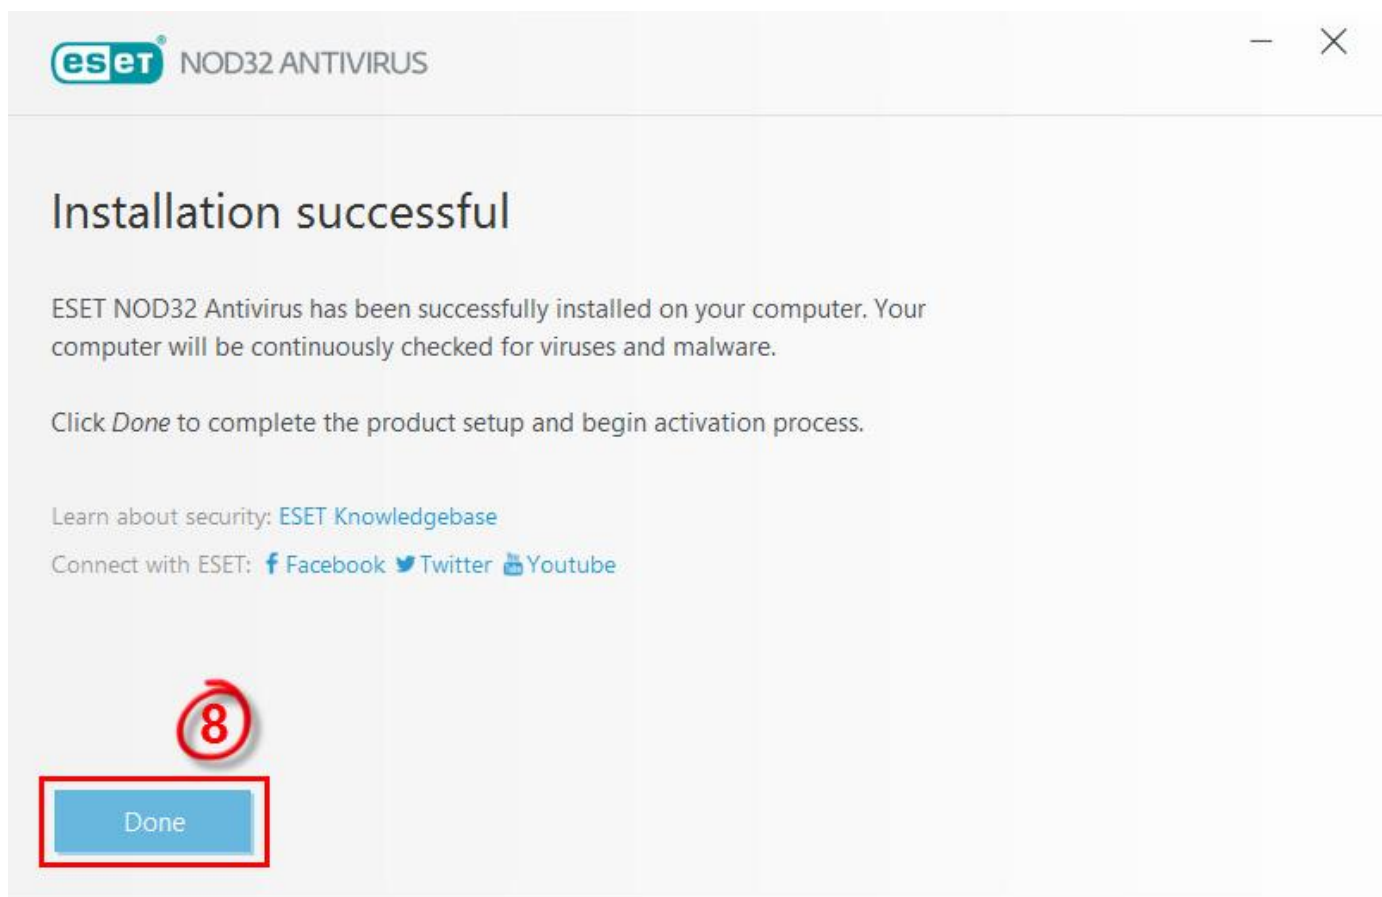 eset® NOD32 ANTIVIRUS
Installation successful
ESET NOD32 Antivirus has been successfully installed on your computer. Your
computer will be continuously checked for viruses and malware.
Click Done to complete the product setup and begin activation process.
Learn about security: ESET Knowledgebase
Connect with ESET: f Facebook Twitter Youtube
8
Done